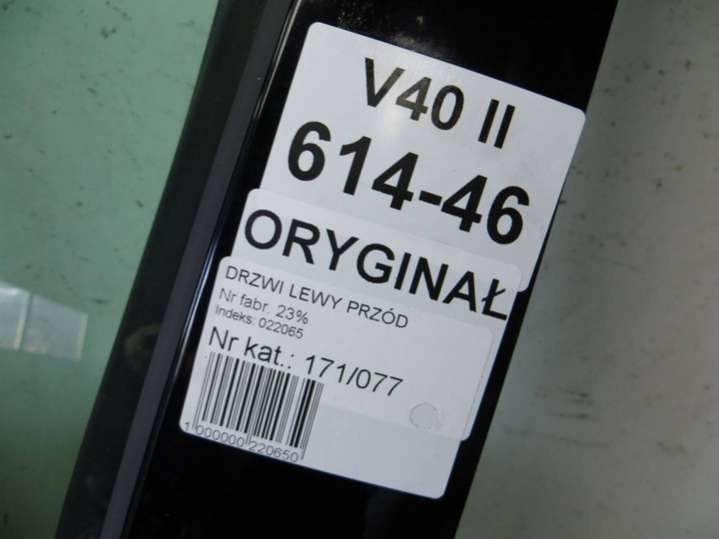 V40 II
614-46
ORYGINAŁ
DRZWI LEWY PRZÓD
Nr fabr. 23%
Indeks: 022065
Nr kat.: 171/077
1 000000 220650